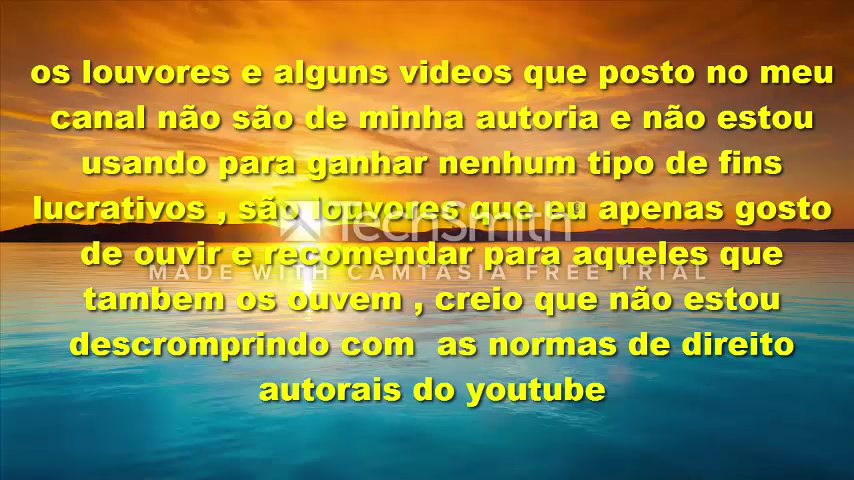 os louvores e alguns videos que posto no meu
canal não são de minha autoria e não estou
usando para ganhar nenhum tipo de fins
lucrativos , são louvores que eu apenas gosto
TechSmith
de ouvir e recomendar para aqueles que
MADE WITH CAMTASIA FREE TRIAL
tambem os ouvem , creio que não estou
descromprindo com  as normas de direito
autorais do youtube